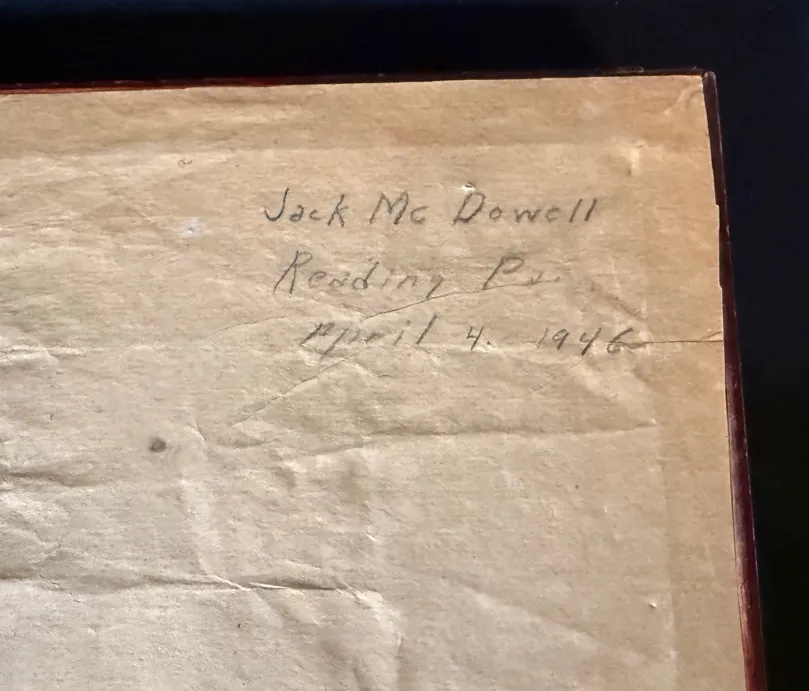 Jack Mc Dowell
Reading Pa.
April 4. 1946